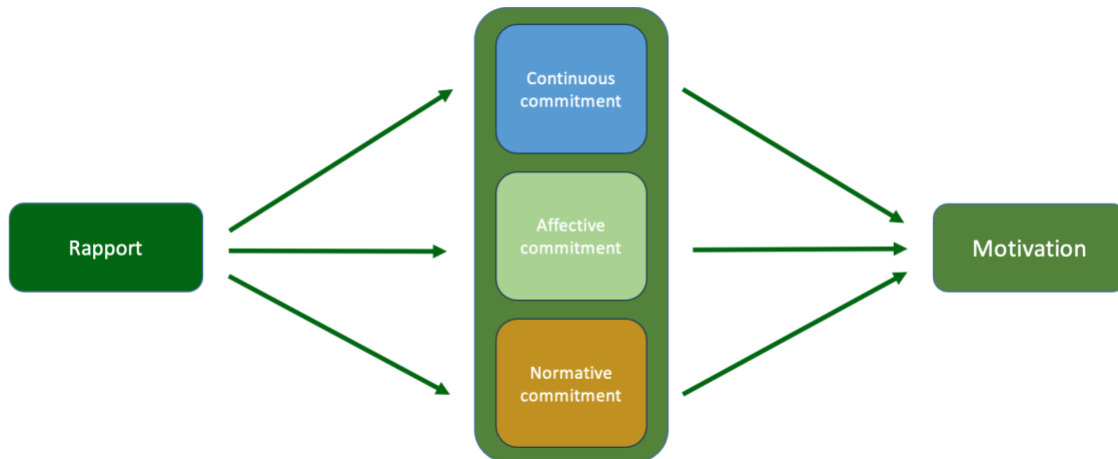 Rapport
Continuous
commitment
Affective
commitment
Normative
commitment
Motivation